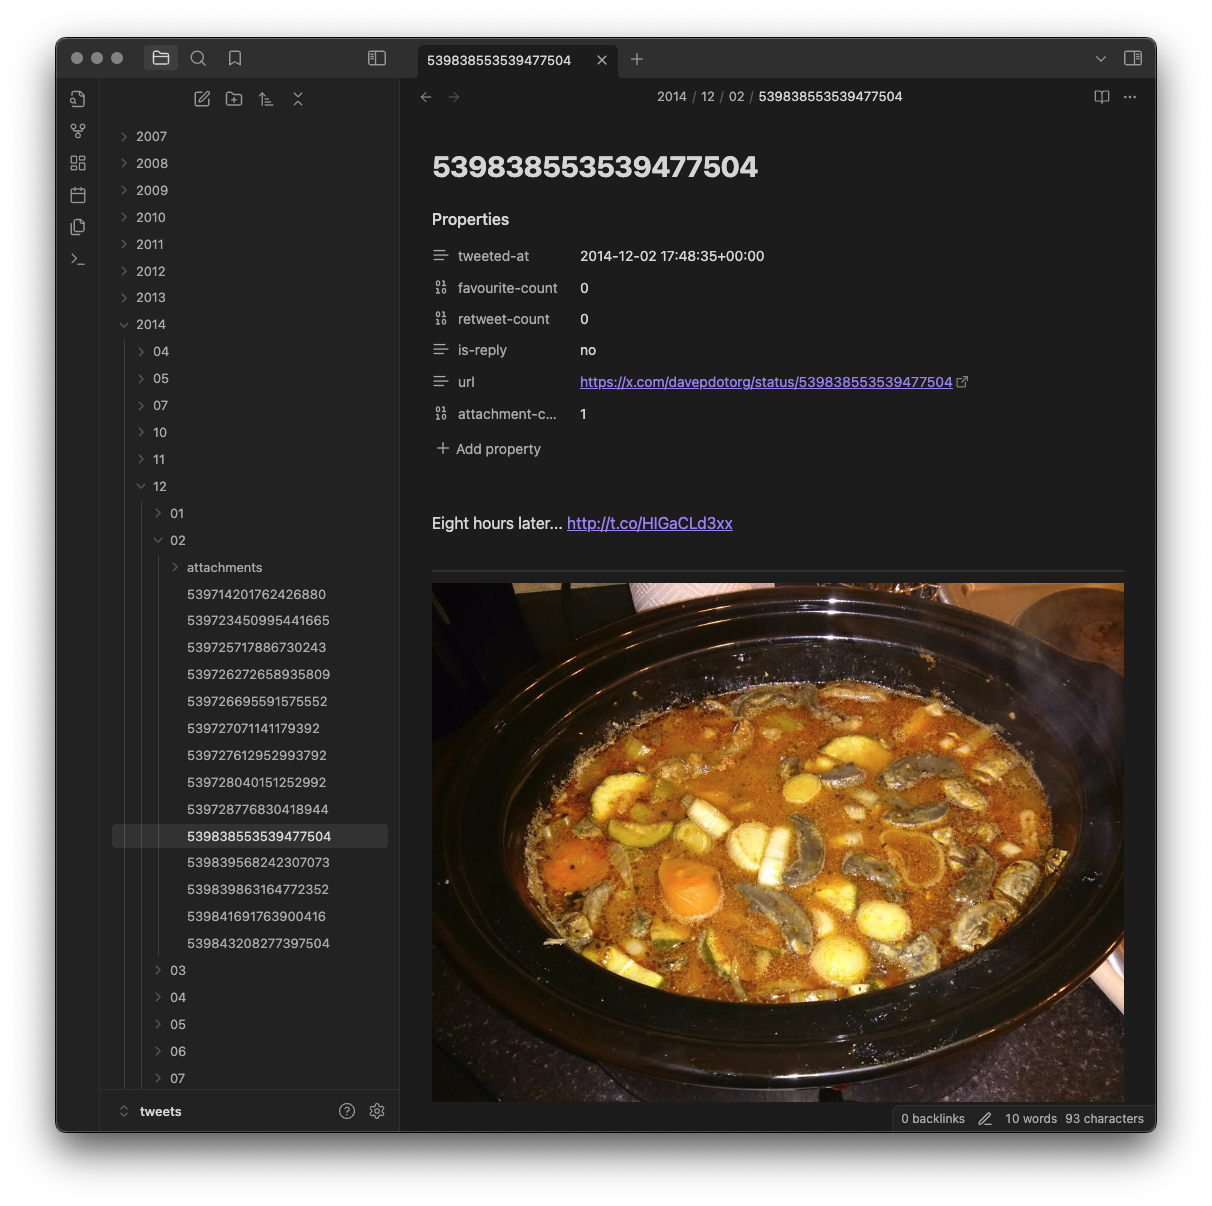 539838553539477504
2014 / 12 / 02 / 539838553539477504
2007
2008
2009
2010
2011
2012
2013
2014
04
05
07
10
11
12
01
02
attachments
539714201762426880
539723450995441665
539725717886730243
539726272658935809
539726695591575552
539727071141179392
539727612952993792
539728040151252992
539728776830418944
539838553539477504
539839568242307073
539839863164772352
539841691763900416
539843208277397504
03
04
05
06
07
tweets
539838553539477504
Properties
tweeted-at 2014-12-02 17:48:35+00:00
favourite-count 0
retweet-count 0
is-reply no
url https://x.com/davepdotorg/status/539838553539477504
attachment-c... 1
Add property
Eight hours later... http://t.co/HlGaCLd3xx
0 backlinks 10 words 93 characters